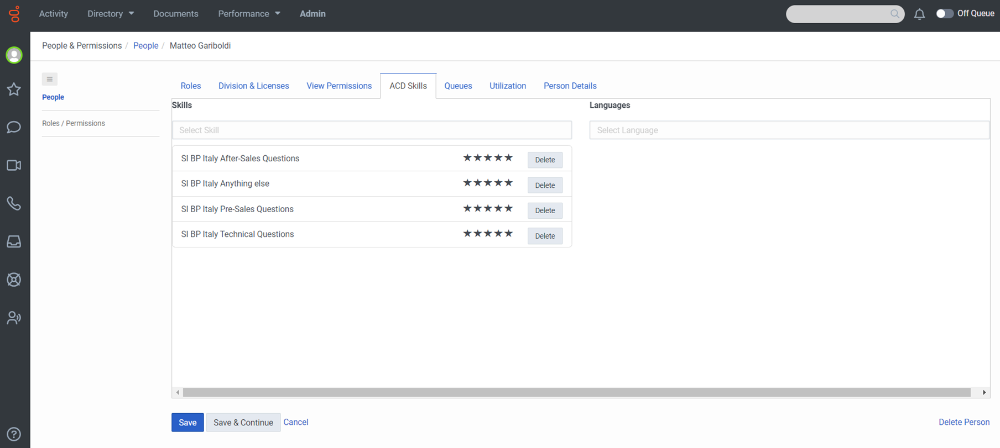 Activity Directory Documents Performance Admin Off Queue
People & Permissions / People / Matteo Gariboldi
Roles Division & Licenses View Permissions ACD Skills Queues Utilization Person Details
People
Roles / Permissions
Skills Languages
Select Skill Select Language
SI BP Italy After-Sales Questions Delete
SI BP Italy Anything else Delete
SI BP Italy Pre-Sales Questions Delete
SI BP Italy Technical Questions Delete
Save Save & Continue Cancel Delete Person